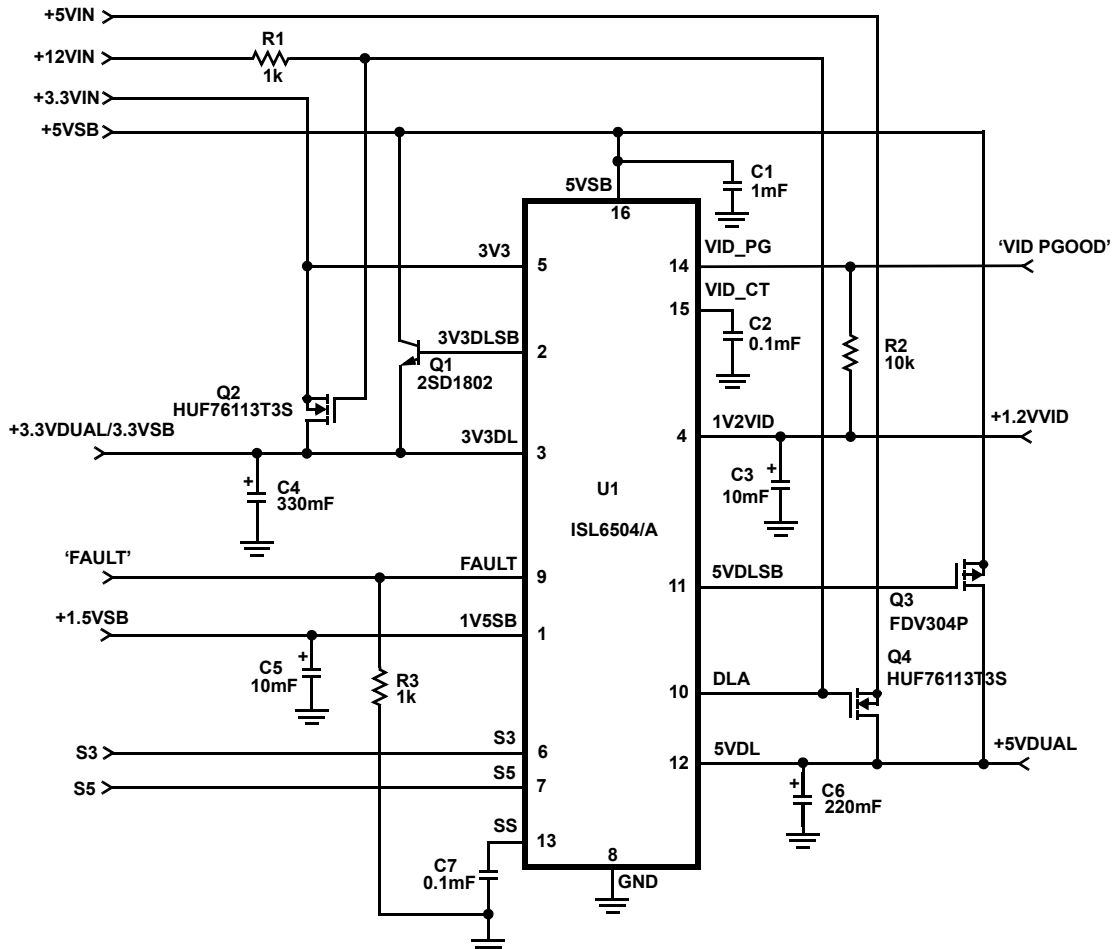 +5VIN
+12VIN
R1
1k
+3.3VIN
+5VSB
C1
1mF
5VSB
16
3V3
5
VID_PG
14
'VID PGOOD'
VID_CT
15
C2
0.1mF
R2
10k
3V3DLSB
2
Q1
2SD1802
Q2
HUF76113T3S
+3.3VDUAL/3.3VSB
3V3DL
3
1V2VID
4
+1.2VVID
C4
330mF
C3
10mF
U1
ISL6504/A
'FAULT'
FAULT
9
5VDLSB
11
Q3
FDV304P
+1.5VSB
1V5SB
1
C5
10mF
R3
1k
Q4
HUF76113T3S
DLA
10
S3
S3
6
5VDL
12
+5VDUAL
S5
S5
7
C6
220mF
SS
13
C7
0.1mF
8
GND